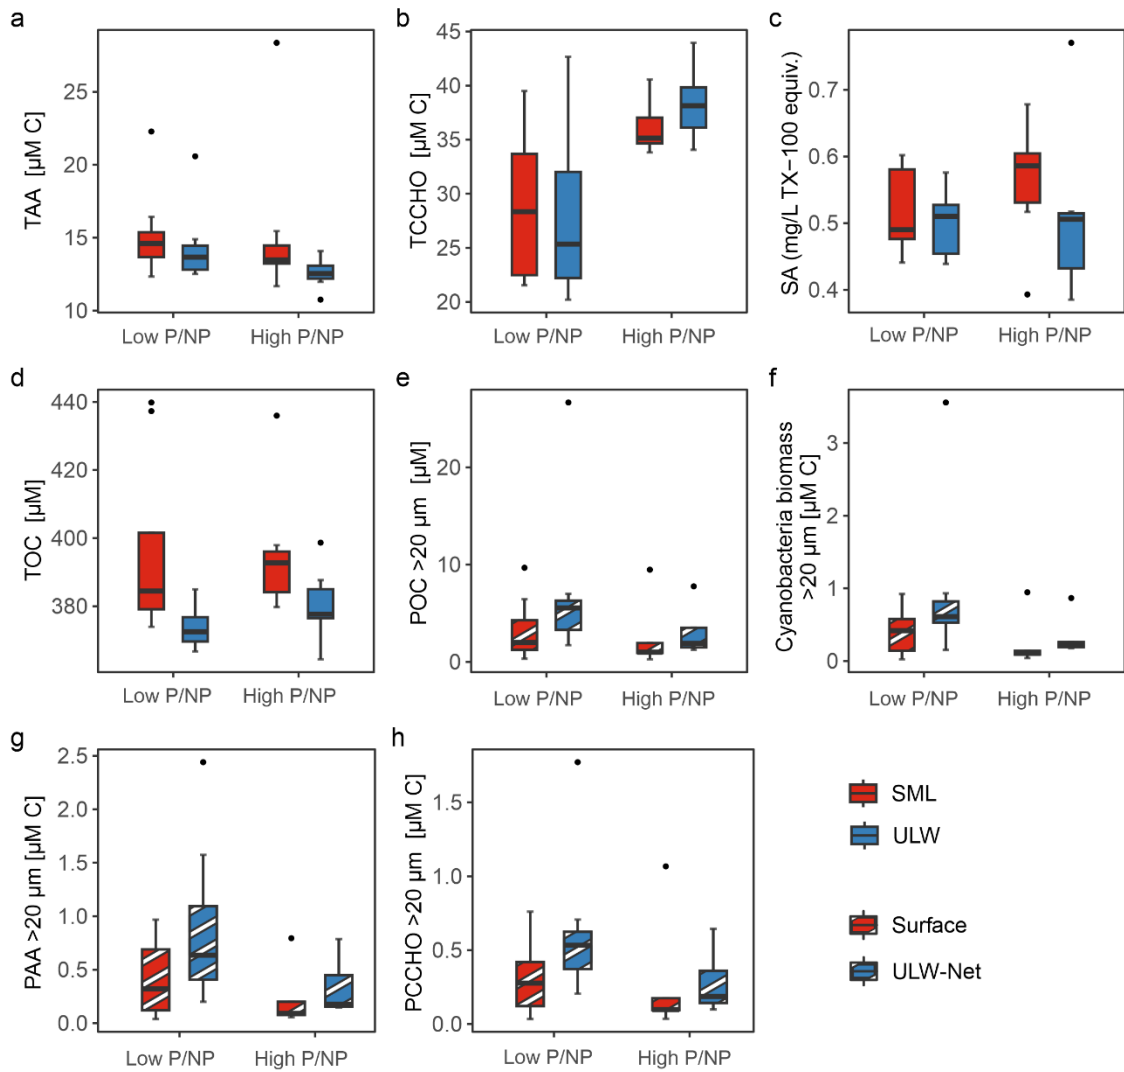 a
b
c
TAA [µM C]
25
20
15
10
Low P/NP
High P/NP
TCCHO [µM C]
45
40
35
30
25
20
Low P/NP
High P/NP
SA (mg/L TX−100 equiv.)
0.7
0.6
0.5
0.4
Low P/NP
High P/NP
d
e
f
TOC [µM]
440
420
400
380
Low P/NP
High P/NP
POC >20 µm [µM]
20
10
0
Low P/NP
High P/NP
Cyanobacteria biomass
>20 µm [µM C]
3
2
1
0
Low P/NP
High P/NP
g
h
PAA >20 µm [µM C]
2.5
2.0
1.5
1.0
0.5
0.0
Low P/NP
High P/NP
PCCHO >20 µm [µM C]
1.5
1.0
0.5
0.0
Low P/NP
High P/NP
SML
ULW
Surface
ULW-Net